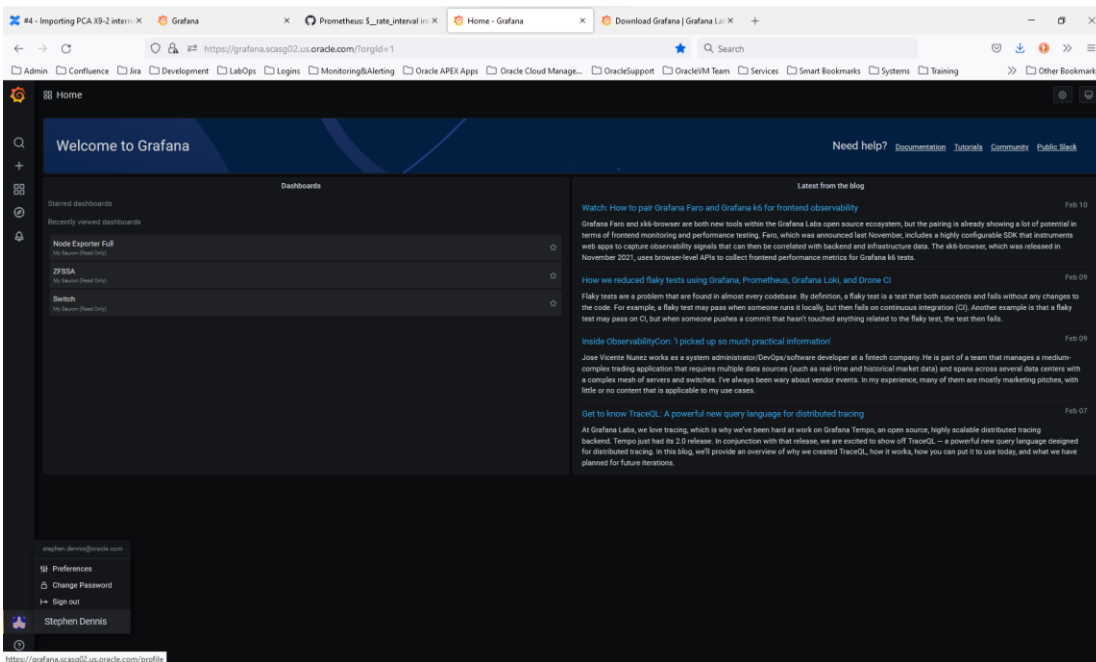 #4 - Importing PCA X9-2 intern
Grafana
Prometheus: $__rate_interval int
Home - Grafana
Download Grafana | Grafana La
https://grafana.scasg02.us.oracle.com/?orgId=1
Search
Admin
Confluence
Jira
Development
LabOps
Logins
Monitoring&Alerting
Oracle APEX Apps
Oracle Cloud Manage...
OracleSupport
OracleVM Team
Services
Smart Bookmarks
Systems
Training
Other Bookmark
Home
Welcome to Grafana
Need help?
Documentation
Tutorials
Community
Public Slack
Dashboards
Starred dashboards
Recently viewed dashboards
Node Exporter Full
My Sauron (Read Only)
ZFSSA
My Sauron (Read Only)
Switch
My Sauron (Read Only)
Latest from the blog
Watch: How to pair Grafana Faro and Grafana k6 for frontend observability
Feb 10
Grafana Faro and xk6-browser are both new tools within the Grafana Labs open source ecosystem, but the pairing is already showing a lot of potential in
terms of frontend monitoring and performance testing. Faro, which was announced last November, includes a highly configurable SDK that instruments
web apps to capture observability signals that can then be correlated with backend and infrastructure data. The xk6-browser, which was released in
November 2021, uses browser-level APIs to collect frontend performance metrics for Grafana k6 tests.
How we reduced flaky tests using Grafana, Prometheus, Grafana Loki, and Drone CI
Feb 09
Flaky tests are a problem that are found in almost every codebase. By definition, a flaky test is a test that both succeeds and fails without any changes to
the code. For example, a flaky test may pass when someone runs it locally, but then fails on continuous integration (CI). Another example is that a flaky
test may pass on CI, but when someone pushes a commit that hasn't touched anything related to the flaky test, the test then fails.
Inside ObservabilityCon: 'I picked up so much practical information'
Feb 09
Jose Vicente Nunez works as a system administrator/DevOps/software developer at a fintech company. He is part of a team that manages a medium-
complex trading application that requires multiple data sources (such as real-time and historical market data) and spans across several data centers with
a complex mesh of servers and switches. I've always been wary about vendor events. In my experience, many of them are mostly marketing pitches, with
little or no content that is applicable to my use cases.
Get to know TraceQL: A powerful new query language for distributed tracing
Feb 07
At Grafana Labs, we love tracing, which is why we've been hard at work on Grafana Tempo, an open source, highly scalable distributed tracing
backend. Tempo just had its 2.0 release. In conjunction with that release, we are excited to show off TraceQL — a powerful new query language designed
for distributed tracing. In this blog, we'll provide an overview of why we created TraceQL, how it works, how you can put it to use today, and what we have
planned for future iterations.
stephen.dennis@oracle.com
Preferences
Change Password
Sign out
Stephen Dennis
https://grafana.scasg02.us.oracle.com/profile